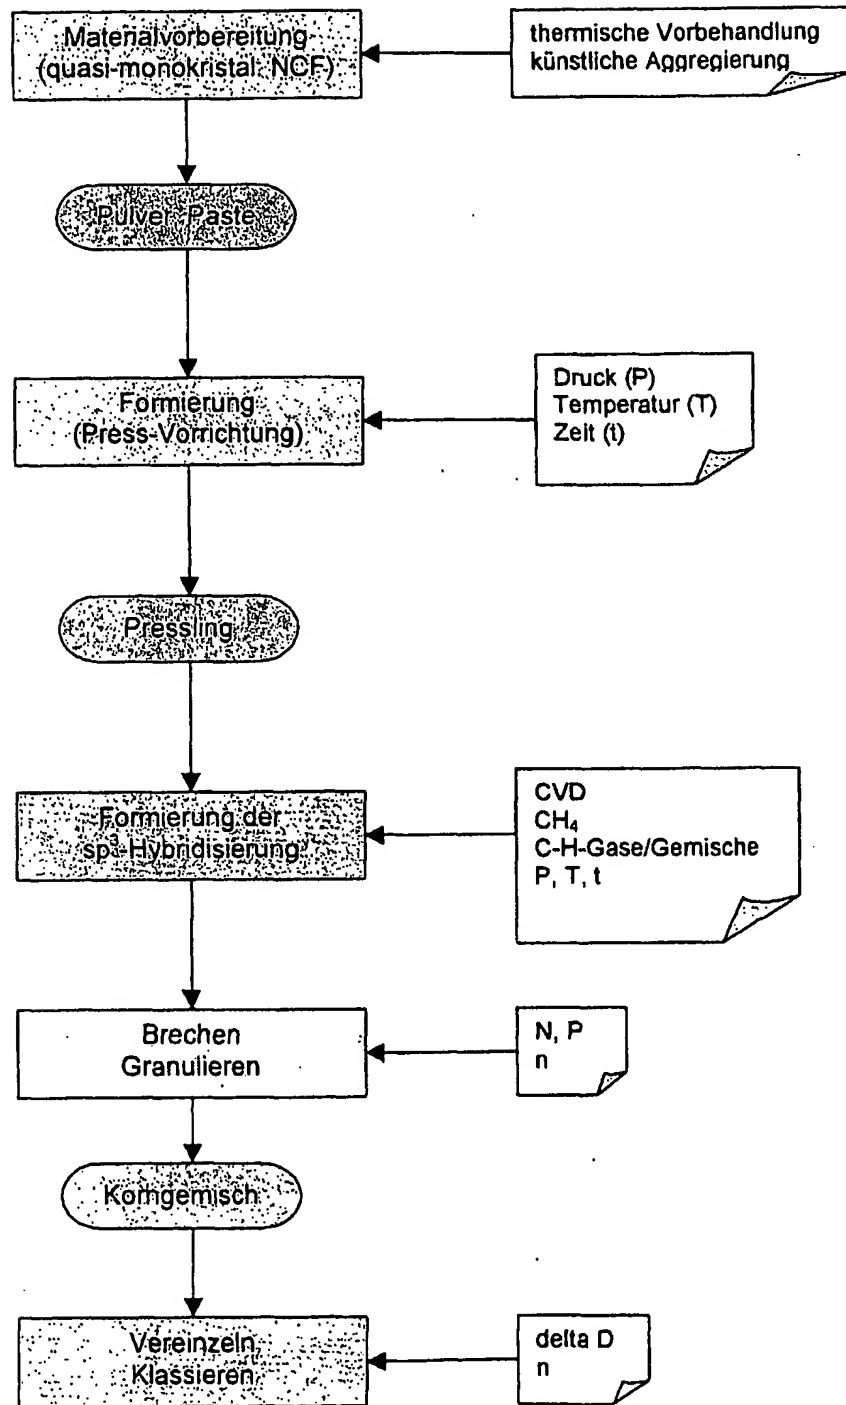 Materialvorbereitung
(quasi-monokristal. NCF)
thermische Vorbehandlung
künstliche Aggregierung
Pulver Paste
Formierung
(Press-Vorrichtung)
Druck (P)
Temperatur (T)
Zeit (t)
Pressling
Formierung der
sp³-Hybridisierung
CVD
CH₄
C-H-Gase/Gemische
P, T, t
Brechen
Granulieren
N, P
n
Korngemisch
Vereinzeln,
Klassieren
delta D
n